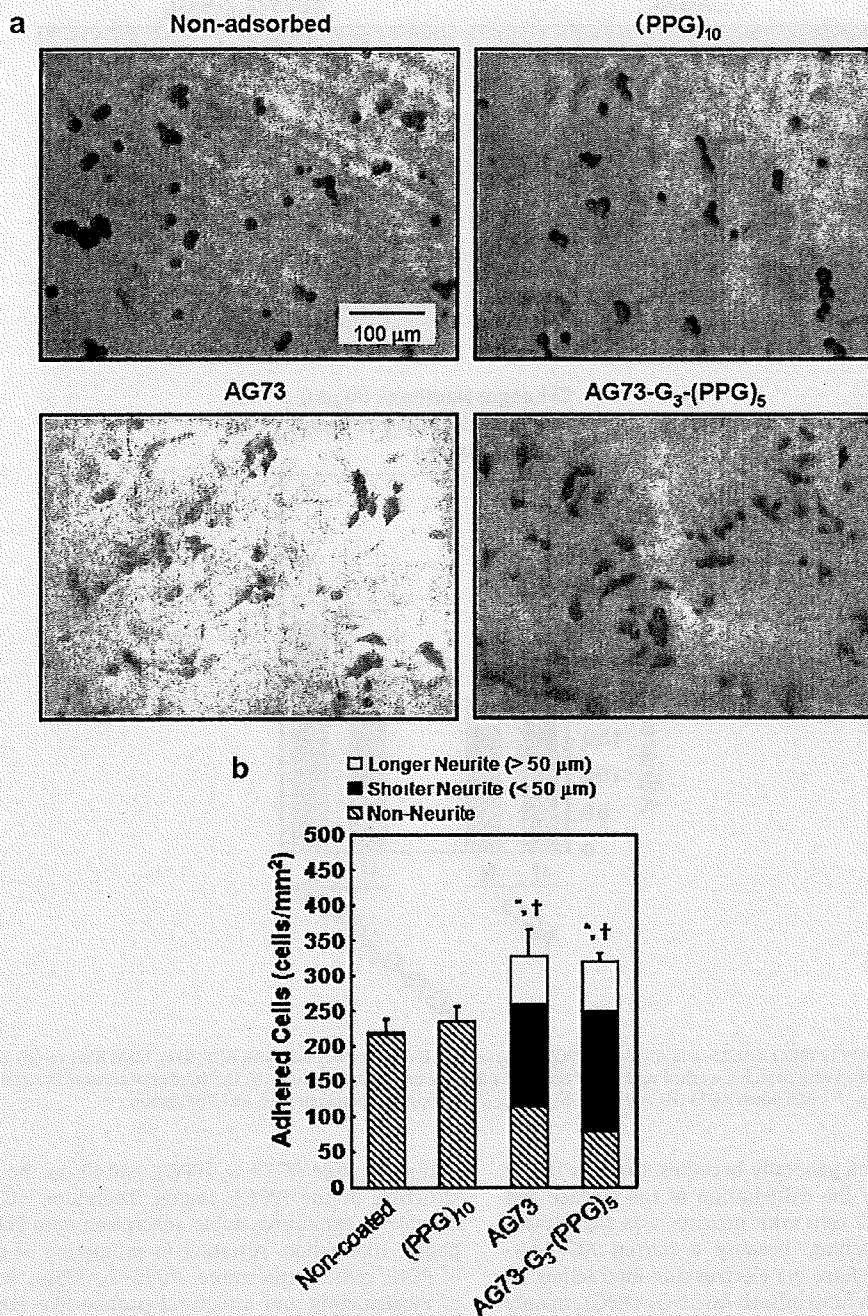 a
Non-adsorbed
(PPG)₁₀
100 μm
AG73
AG73-G₃-(PPG)₅
b
Longer Neurite (> 50 μm)
Shorter Neurite (< 50 μm)
Non-Neurite
Adhered Cells (cells/mm²)
500
450
400
350
300
250
200
150
100
50
0
*,†
*,†
Non-coated
(PPG)₁₀
AG73
AG73-G₃-(PPG)₅